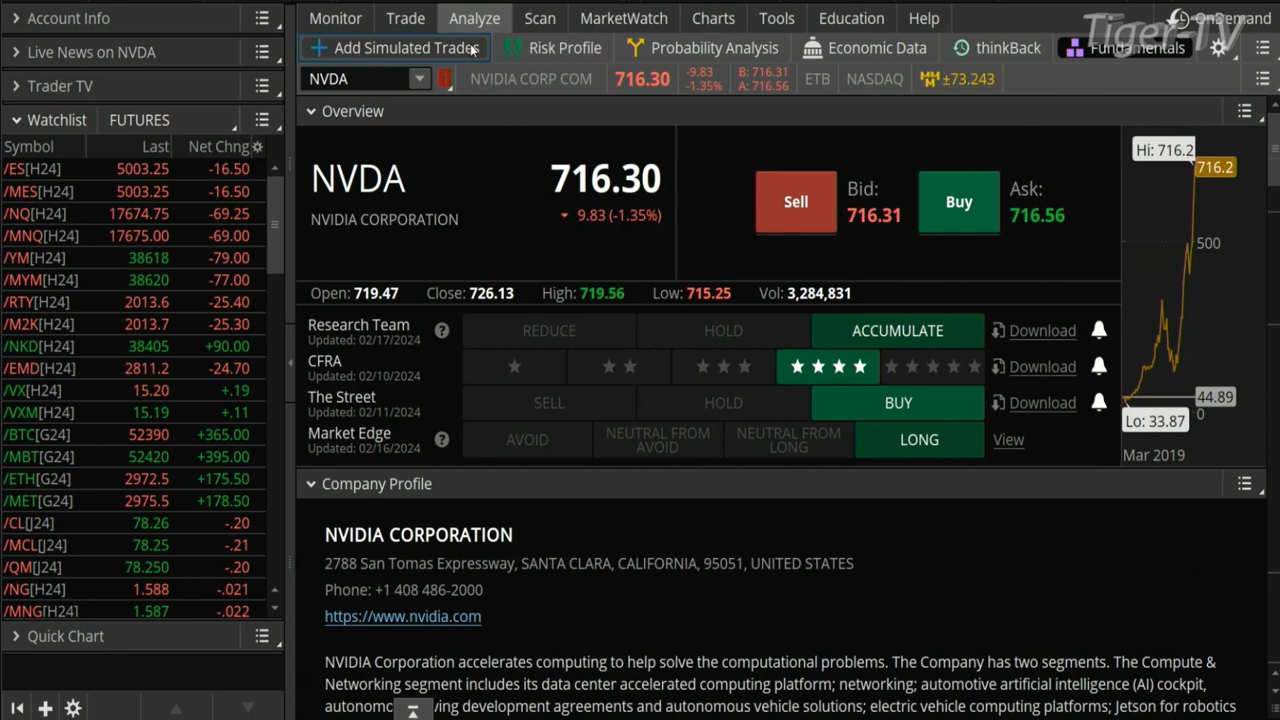 Account Info
Monitor Trade Analyze Scan MarketWatch Charts Tools Education Help OnDemand
Tiger-TV
Live News on NVDA
Add Simulated Trades Risk Profile Probability Analysis Economic Data thinkBack Fundamentals
Trader TV
NVDA NVIDIA CORP COM 716.30 -9.83 -1.35% B: 716.31 A: 716.56 ETB NASDAQ ±73.243
Watchlist FUTURES
Symbol Last Net Chng
/ES[H24] 5003.25 -16.50
/MES[H24] 5003.25 -16.50
/NQ[H24] 17674.75 -69.25
/MNQ[H24] 17675.00 -69.00
/YM[H24] 38618 -79.00
/MYM[H24] 38620 -77.00
/RTY[H24] 2013.6 -25.40
/M2K[H24] 2013.7 -25.30
/NKD[H24] 38405 +90.00
/EMD[H24] 2811.2 -24.70
/VX[H24] 15.20 +.19
/VXM[H24] 15.19 +.11
/BTC[G24] 52390 +365.00
/MBT[G24] 52420 +395.00
/ETH[G24] 2972.5 +175.50
/MET[G24] 2975.5 +178.50
/CL[J24] 78.26 -.20
/MCL[J24] 78.25 -.21
/QM[J24] 78.250 -.20
/NG[H24] 1.588 -.021
/MNG[H24] 1.587 -.022
Quick Chart
Overview
NVDA 716.30
NVIDIA CORPORATION 9.83 (-1.35%)
Sell Bid: 716.31 Buy Ask: 716.56
Hi: 716.2 716.2
500
44.89
0
Lo: 33.87
Mar 2019
Open: 719.47 Close: 726.13 High: 719.56 Low: 715.25 Vol: 3,284,831
Research Team REDUCE HOLD ACCUMULATE Download
Updated: 02/17/2024
CFRA ★ ★★ ★★★ ★★★★ ★★★★★ Download
Updated: 02/10/2024
The Street SELL HOLD BUY Download
Updated: 02/11/2024
Market Edge AVOID NEUTRAL FROM AVOID NEUTRAL FROM LONG LONG View
Updated: 02/16/2024
Company Profile
NVIDIA CORPORATION
2788 San Tomas Expressway, SANTA CLARA, CALIFORNIA, 95051, UNITED STATES
Phone: +1 408 486-2000
https://www.nvidia.com
NVIDIA Corporation accelerates computing to help solve the computational problems. The Company has two segments. The Compute &
Networking segment includes its data center accelerated computing platform; networking; automotive artificial intelligence (AI) cockpit,
ving development agreements and autonomous vehicle solutions; electric vehicle computing platforms; Jetson for robotics